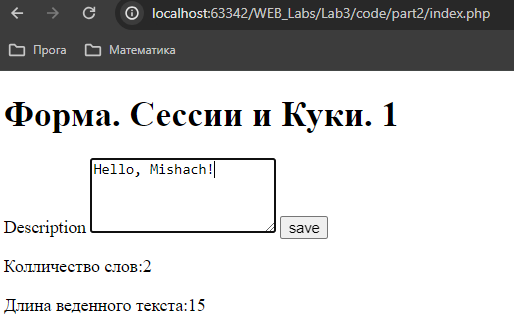 localhost:63342/WEB_Labs/Lab3/code/part2/index.php
Прога Математика
Форма. Сессии и Куки. 1
Hello, Mishach!
Description save
Колличество слов:2
Длина веденного текста:15